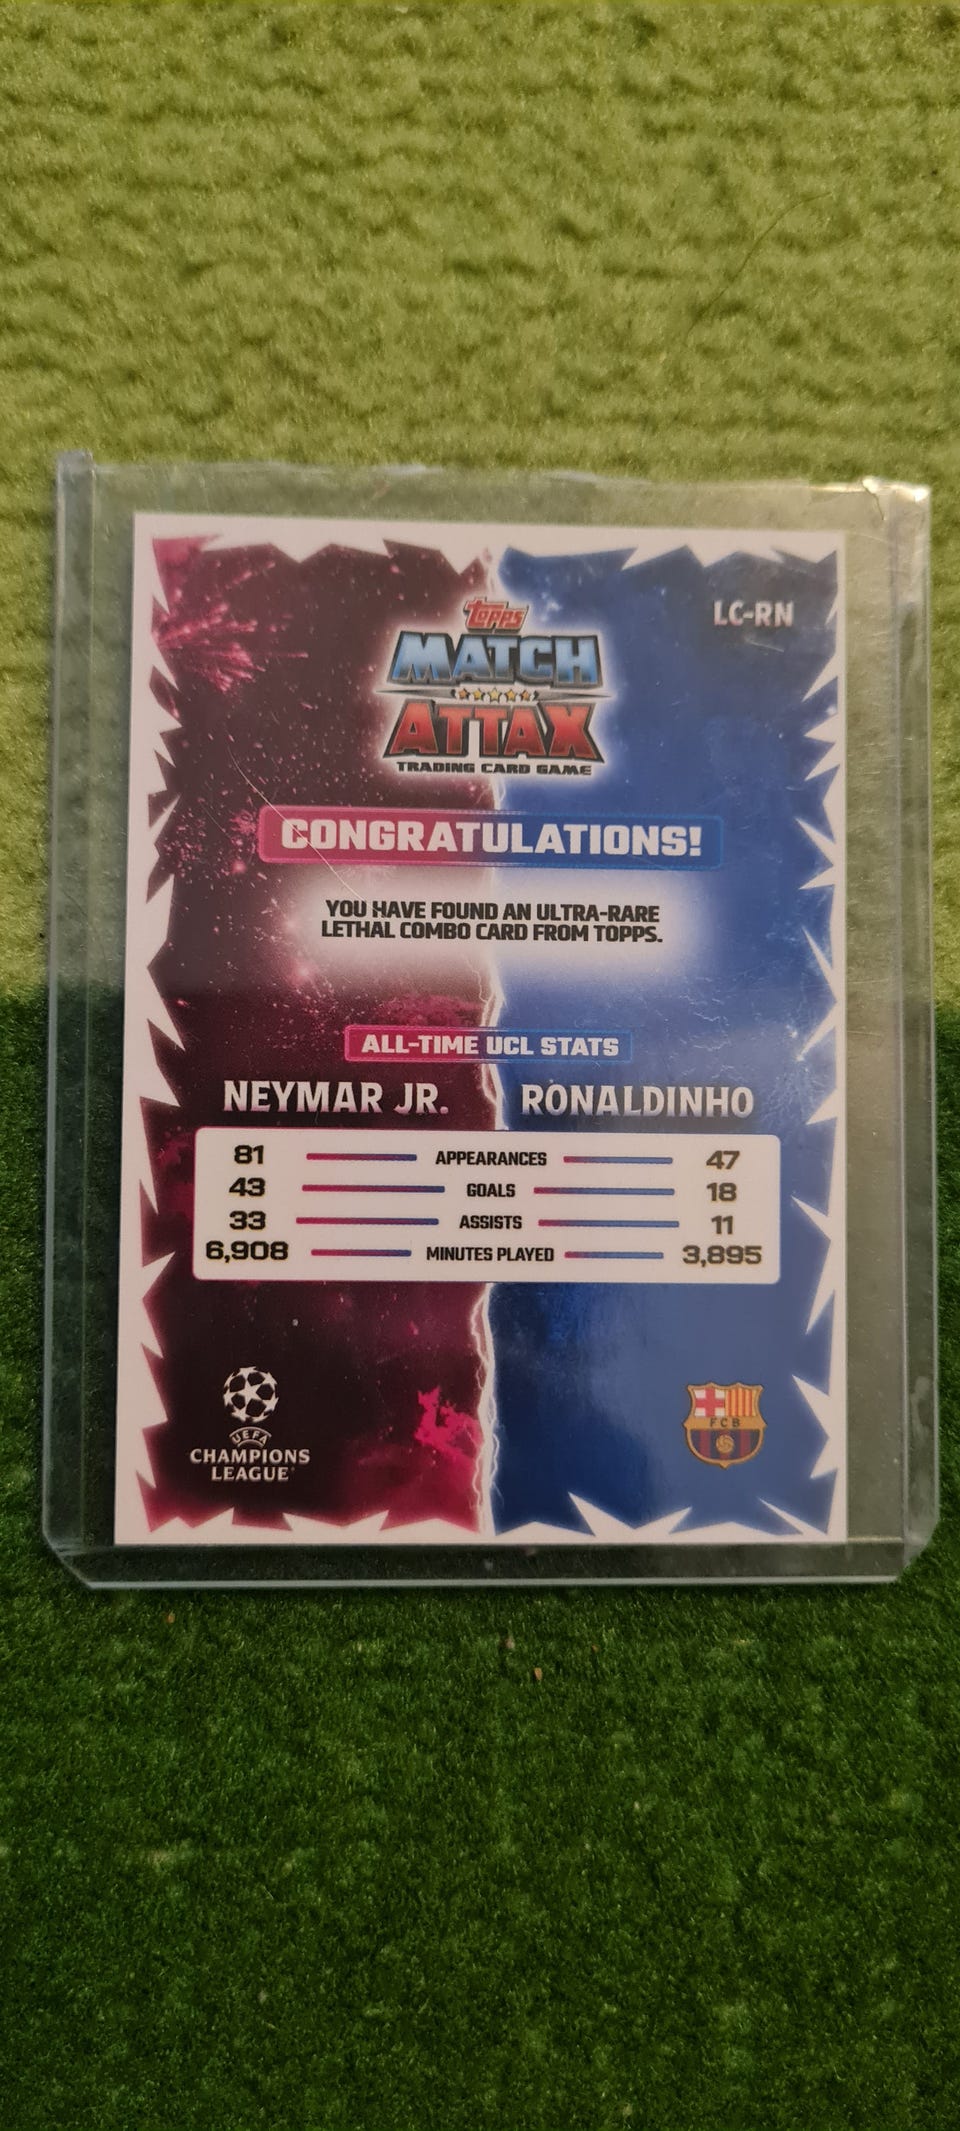 LC-RN
TOPPS
MATCH
ATTAX
TRADING CARD GAME
CONGRATULATIONS!
YOU HAVE FOUND AN ULTRA-RARE
LETHAL COMBO CARD FROM TOPPS.
ALL-TIME UCL STATS
NEYMAR JR. RONALDINHO
81 APPEARANCES 47
43 GOALS 18
33 ASSISTS 11
6,908 MINUTES PLAYED 3,895
UEFA
CHAMPIONS
LEAGUE
FCB